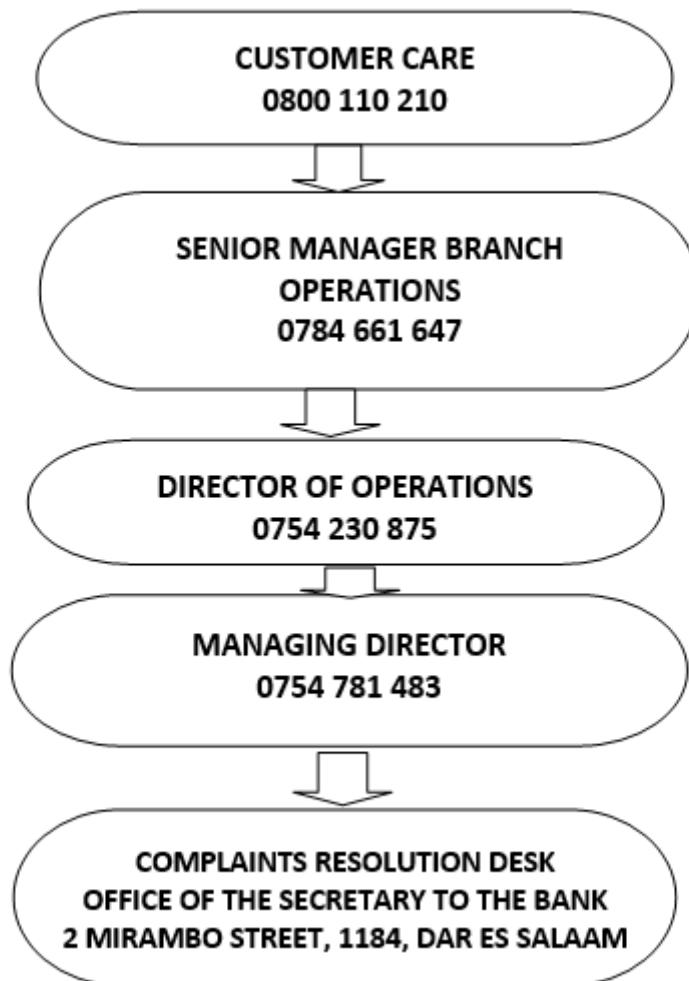 CUSTOMER CARE
0800 110 210
SENIOR MANAGER BRANCH
OPERATIONS
0784 661 647
DIRECTOR OF OPERATIONS
0754 230 875
MANAGING DIRECTOR
0754 781 483
COMPLAINTS RESOLUTION DESK
OFFICE OF THE SECRETARY TO THE BANK
2 MIRAMBO STREET, 1184, DAR ES SALAAM